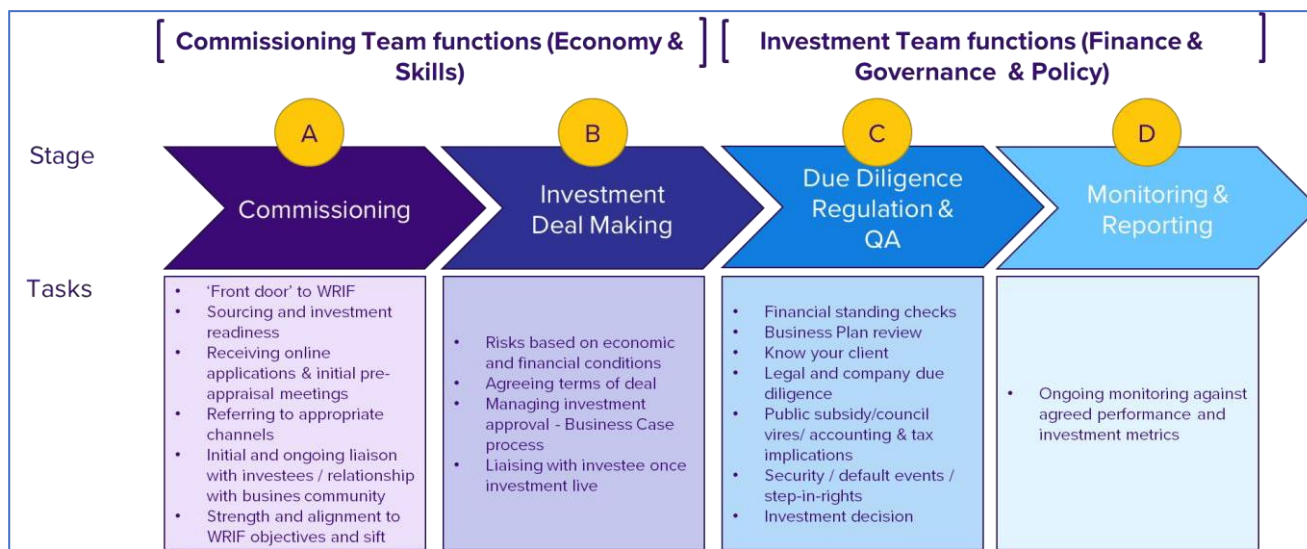 Commissioning Team functions (Economy &
Skills)
Investment Team functions (Finance &
Governance & Policy)
Stage
A
B
C
D
Commissioning
Investment
Deal Making
Due Diligence
Regulation &
QA
Monitoring &
Reporting
Tasks
• ‘Front door’ to WRIF
• Sourcing and investment
readiness
• Receiving online
applications & initial pre-
appraisal meetings
• Referring to appropriate
channels
• Initial and ongoing liaison
with investees / relationship
with busines community
• Strength and alignment to
WRIF objectives and sift
• Risks based on economic
and financial conditions
• Agreeing terms of deal
• Managing investment
approval - Business Case
process
• Liaising with investee once
investment live
• Financial standing checks
• Business Plan review
• Know your client
• Legal and company due
diligence
• Public subsidy/council
vires/ accounting & tax
implications
• Security / default events /
step-in-rights
• Investment decision
• Ongoing monitoring against
agreed performance and
investment metrics